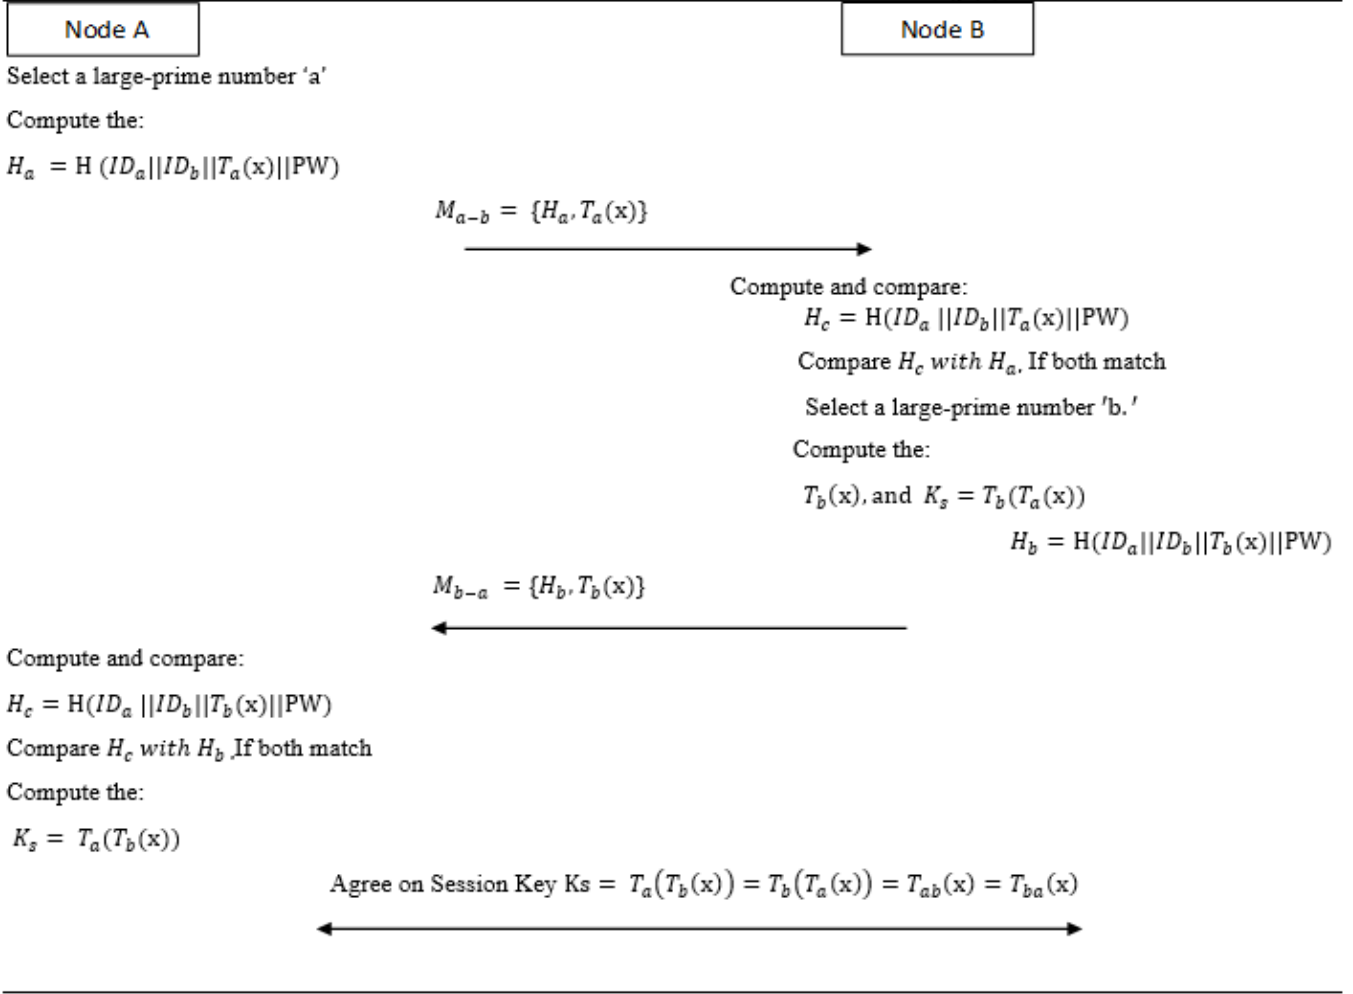 Node A
Node B
Select a large-prime number ‘a’
Compute the:
H_a = H (ID_a||ID_b||T_a(x)||PW)
M_{a−b} = {H_a, T_a(x)}
Compute and compare:
H_c = H(ID_a ||ID_b||T_a(x)||PW)
Compare H_c with H_a, If both match
Select a large-prime number 'b.'
Compute the:
T_b(x), and K_s = T_b(T_a(x))
H_b = H(ID_a||ID_b||T_b(x)||PW)
M_{b−a} = {H_b, T_b(x)}
Compute and compare:
H_c = H(ID_a ||ID_b||T_b(x)||PW)
Compare H_c with H_b ,If both match
Compute the:
K_s = T_a(T_b(x))
Agree on Session Key Ks = T_a(T_b(x)) = T_b(T_a(x)) = T_{ab}(x) = T_{ba}(x)